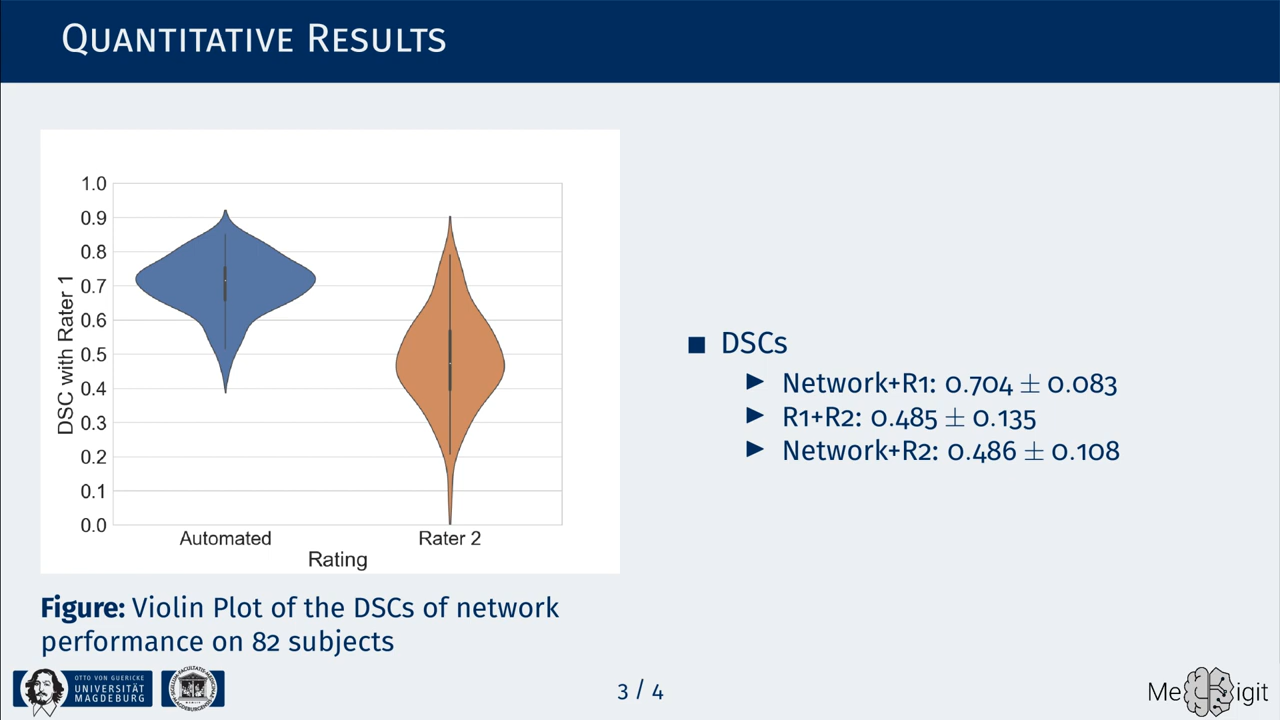 QUANTITATIVE RESULTS
1.0
0.9
0.8
0.7
0.6
0.5
0.4
0.3
0.2
0.1
0.0
DSC with Rater 1
Automated
Rater 2
Rating
Figure: Violin Plot of the DSCs of network
performance on 82 subjects
■ DSCs
▶ Network+R1: 0.704 ± 0.083
▶ R1+R2: 0.485 ± 0.135
▶ Network+R2: 0.486 ± 0.108
OTTO VON GUERICKE
UNIVERSITÄT
MAGDEBURG
3 / 4
Me igit